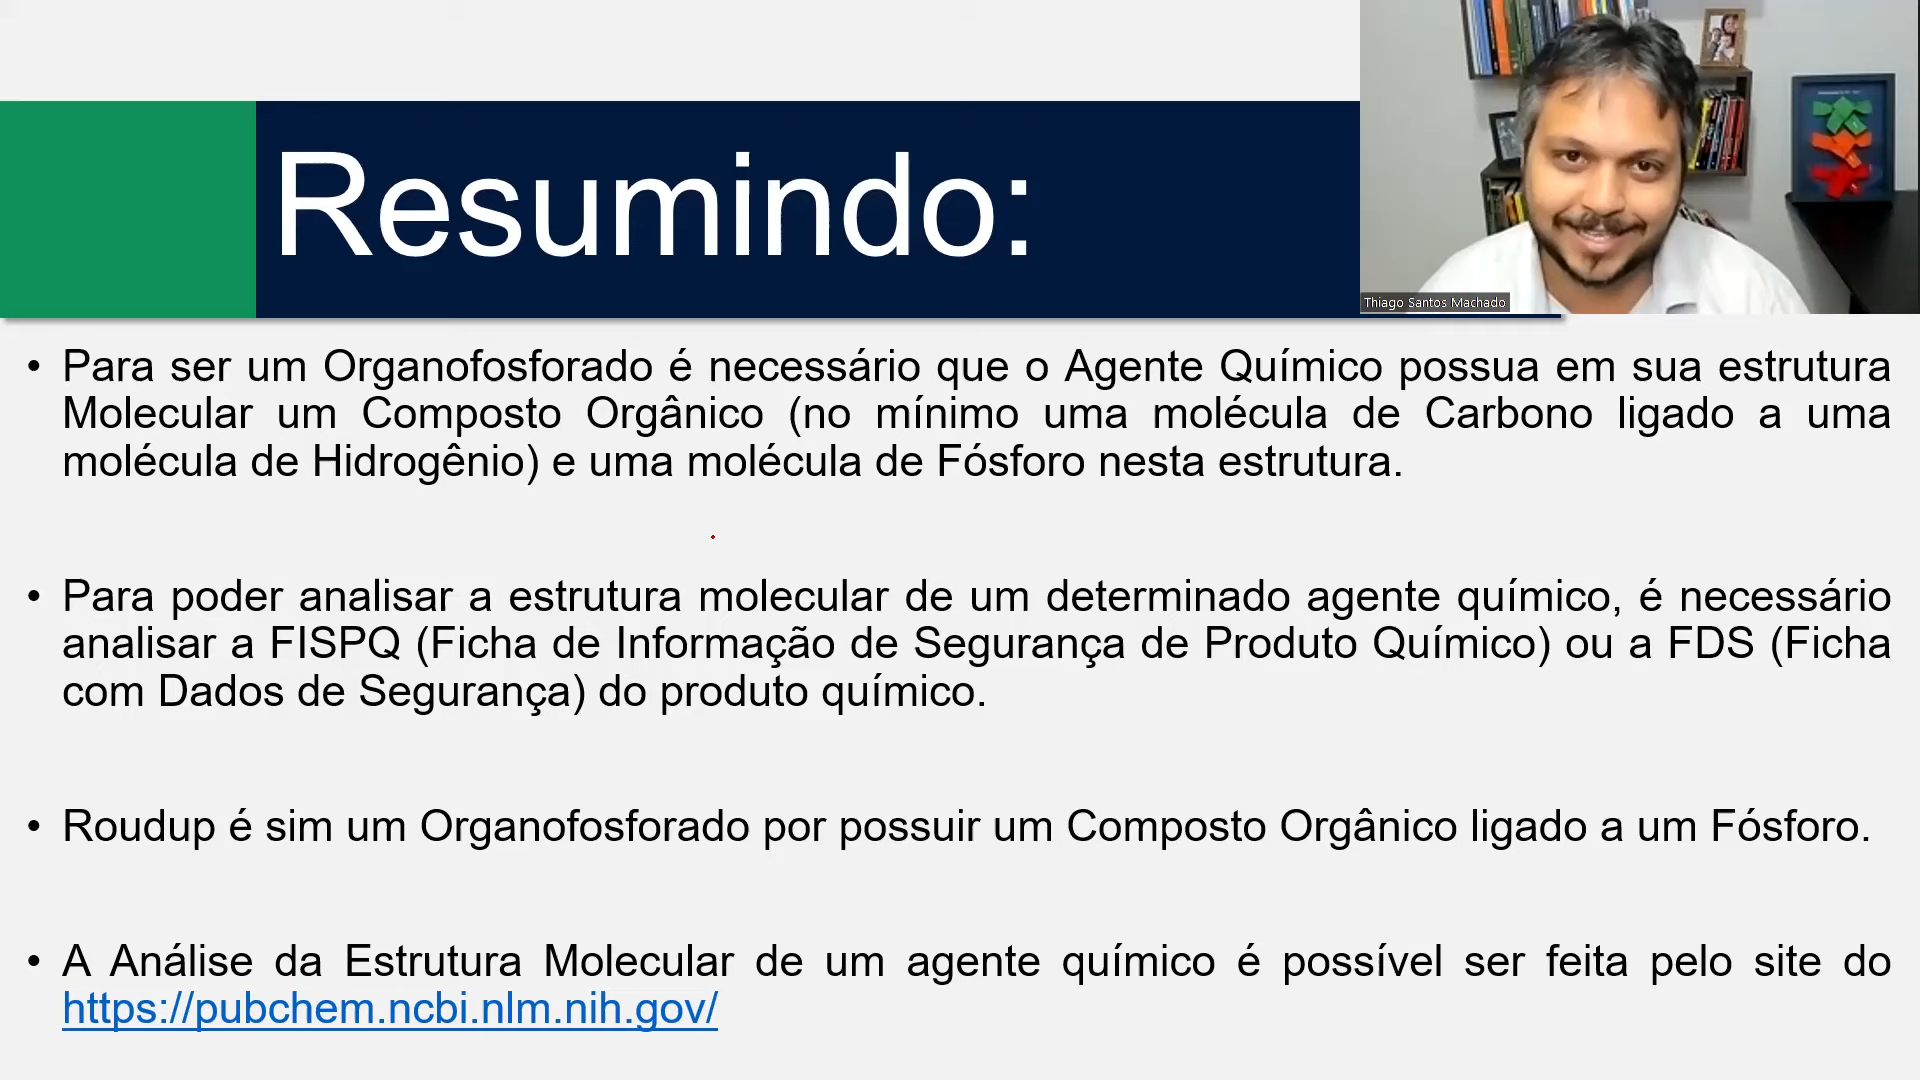 Resumindo:
Thiago Santos Machado
• Para ser um Organofosforado é necessário que o Agente Químico possua em sua estrutura
Molecular um Composto Orgânico (no mínimo uma molécula de Carbono ligado a uma
molécula de Hidrogênio) e uma molécula de Fósforo nesta estrutura.
• Para poder analisar a estrutura molecular de um determinado agente químico, é necessário
analisar a FISPQ (Ficha de Informação de Segurança de Produto Químico) ou a FDS (Ficha
com Dados de Segurança) do produto químico.
• Roudup é sim um Organofosforado por possuir um Composto Orgânico ligado a um Fósforo.
• A Análise da Estrutura Molecular de um agente químico é possível ser feita pelo site do
https://pubchem.ncbi.nlm.nih.gov/